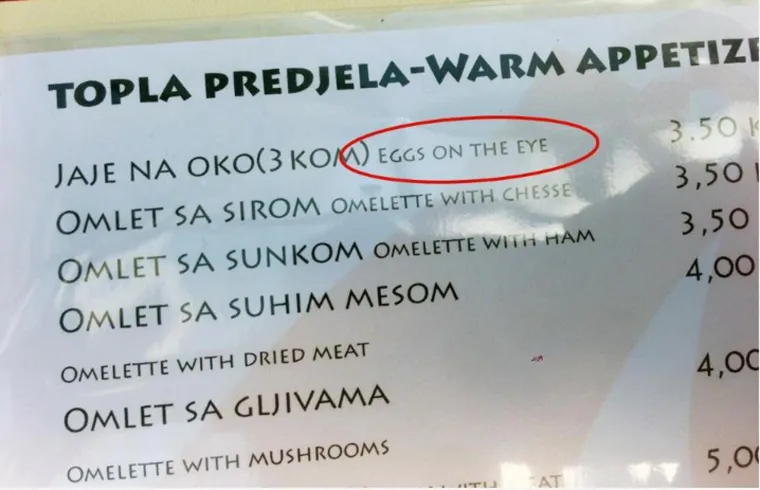 TOPLA PREDJELA-WARM APPETIZE
JAJE NA OKO(3 KOM) EGGS ON THE EYE 3.50 K
OMLET SA SIROM OMELETTE WITH CHESSE 3,50
OMLET SA SUNKOM OMELETTE WITH HAM 3,50
OMLET SA SUHIM MESOM 4,00
OMELETTE WITH DRIED MEAT
OMLET SA GLJIVAMA 4,00
OMELETTE WITH MUSHROOMS
5,00